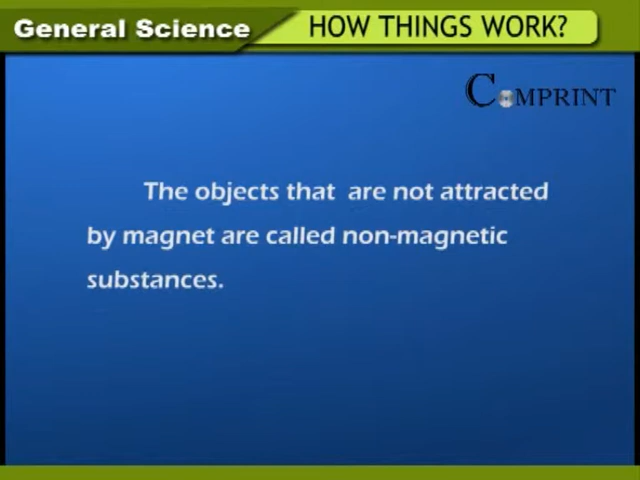 General Science
HOW THINGS WORK?
COMPRINT
The objects that are not attracted
by magnet are called non-magnetic
substances.